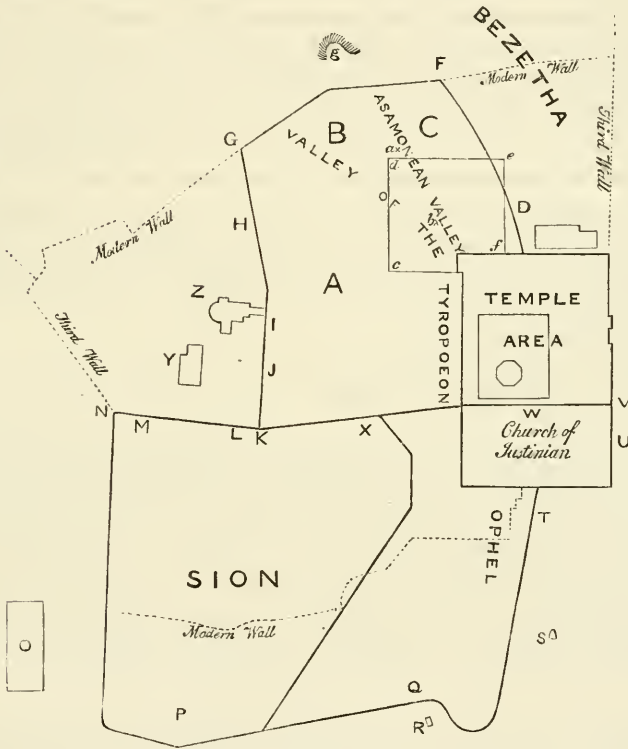 BEZETHA
g
F
Modern Wall
Third Wall
ASAMONEAN VALLEY
B
C
VALLEY
G
a
d
e
D
O
H
b
THE
f
c
Modern Wall
Z
A
TYROPOEON
TEMPLE
AREA
I
Third Wall
Y
J
N
M
L
K
X
W
V
Church of
Justinian
U
OPHEL
T
SION
Modern Wall
O
S
P
Q
R